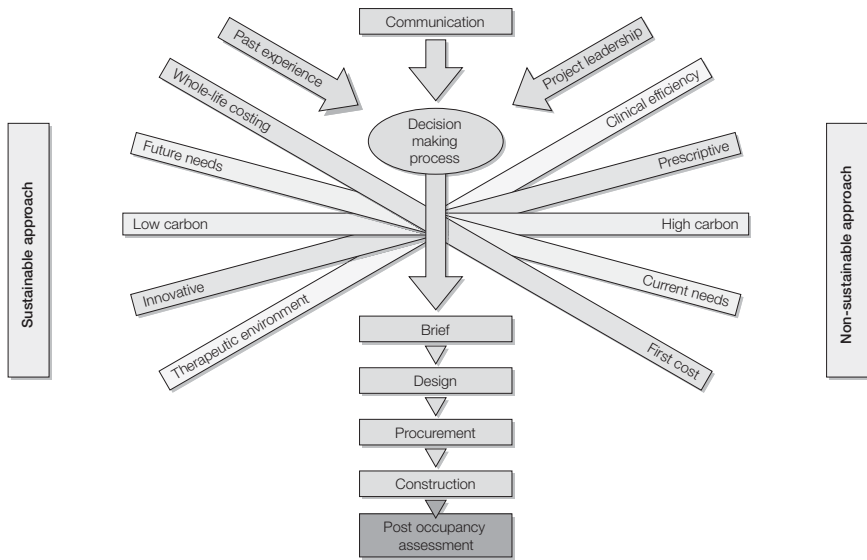 Communication
Past experience
Project leadership
Whole-life costing
Clinical efficiency
Decision
making
process
Future needs
Prescriptive
Low carbon
High carbon
Innovative
Current needs
Therapeutic environment
First cost
Sustainable approach
Non-sustainable approach
Brief
Design
Procurement
Construction
Post occupancy
assessment